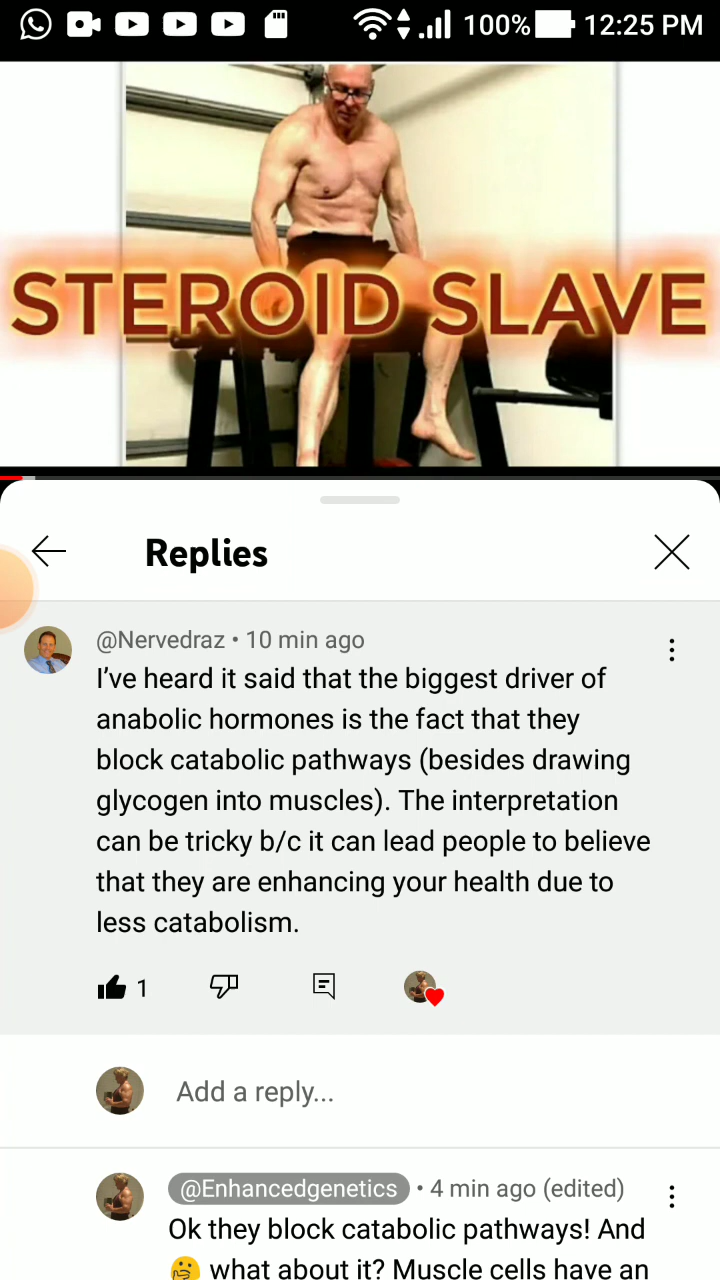 100% 12:25 PM
STEROID SLAVE
Replies
@Nervedraz • 10 min ago
I’ve heard it said that the biggest driver of
anabolic hormones is the fact that they
block catabolic pathways (besides drawing
glycogen into muscles). The interpretation
can be tricky b/c it can lead people to believe
that they are enhancing your health due to
less catabolism.
1
Add a reply...
@Enhancedgenetics • 4 min ago (edited)
Ok they block catabolic pathways! And
🤔 what about it? Muscle cells have an